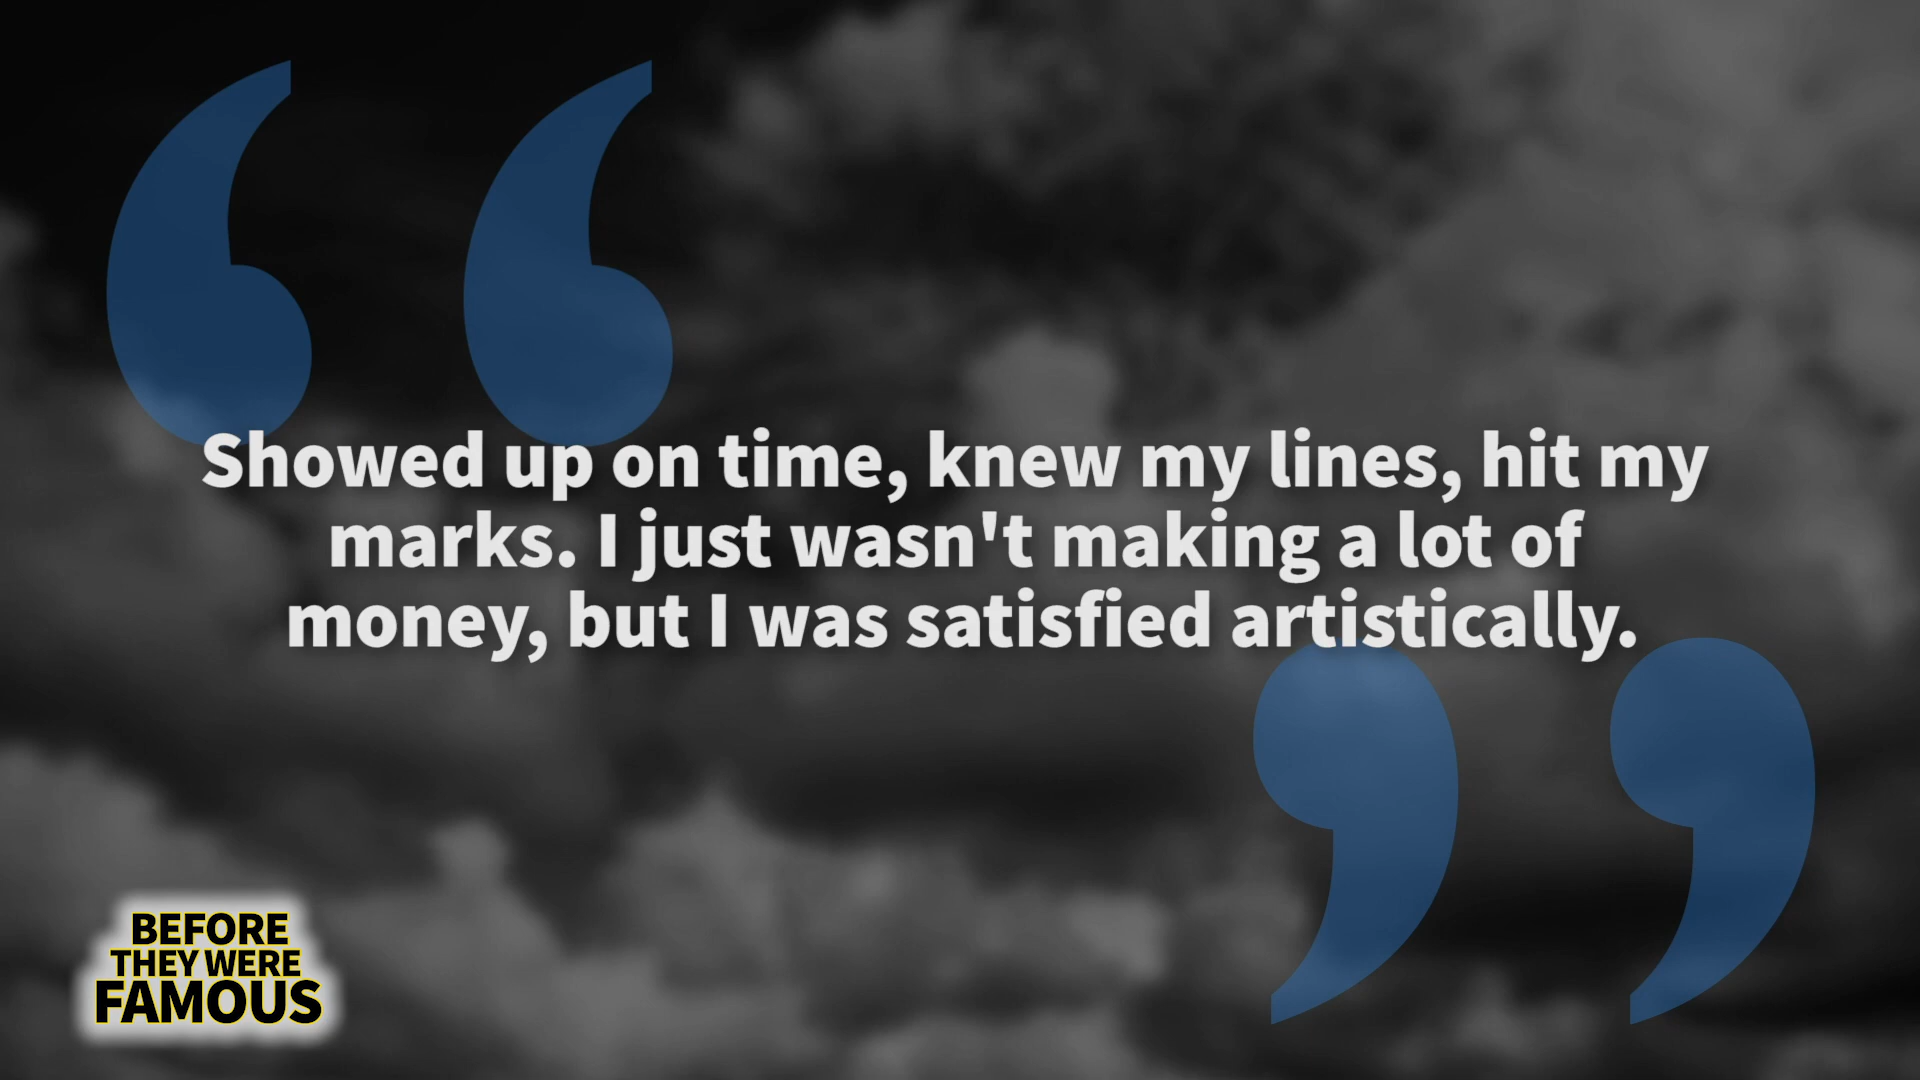 Showed up on time, knew my lines, hit my
marks. I just wasn't making a lot of
money, but I was satisfied artistically.
BEFORE
THEY WERE
FAMOUS